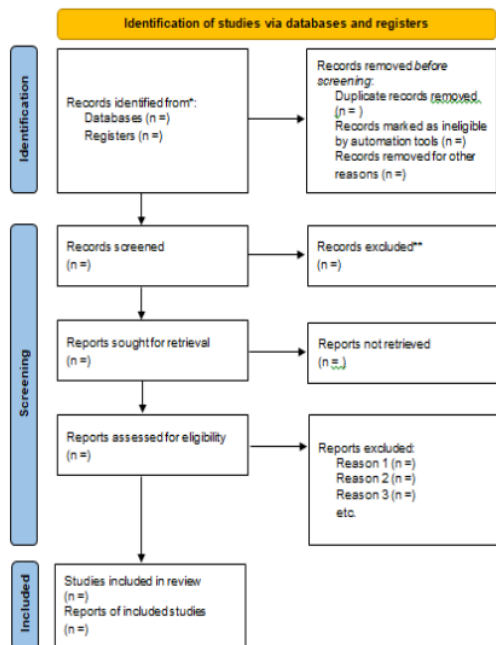 Identification of studies via databases and registers
Identification
Records identified from*:
Databases (n =)
Registers (n =)
Records removed before
screening:
Duplicate records removed
(n = )
Records marked as ineligible
by automation tools (n =)
Records removed for other
reasons (n =)
Screening
Records screened
(n =)
Records excluded**
(n =)
Reports sought for retrieval
(n =)
Reports not retrieved
(n = )
Reports assessed for eligibility
(n =)
Reports excluded:
Reason 1 (n =)
Reason 2 (n =)
Reason 3 (n =)
etc.
Included
Studies included in review
(n =)
Reports of included studies
(n =)